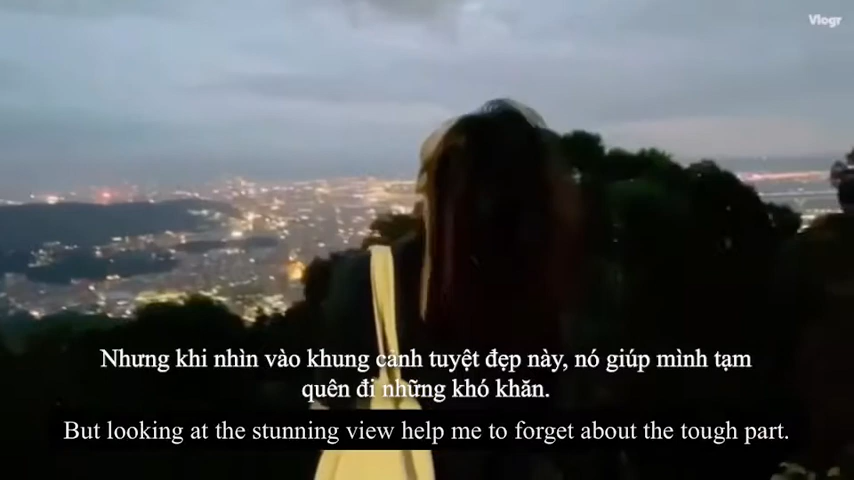 Vlogr
Nhưng khi nhìn vào khung cảnh tuyệt đẹp này, nó giúp mình tạm
quên đi những khó khăn.
But looking at the stunning view help me to forget about the tough part.